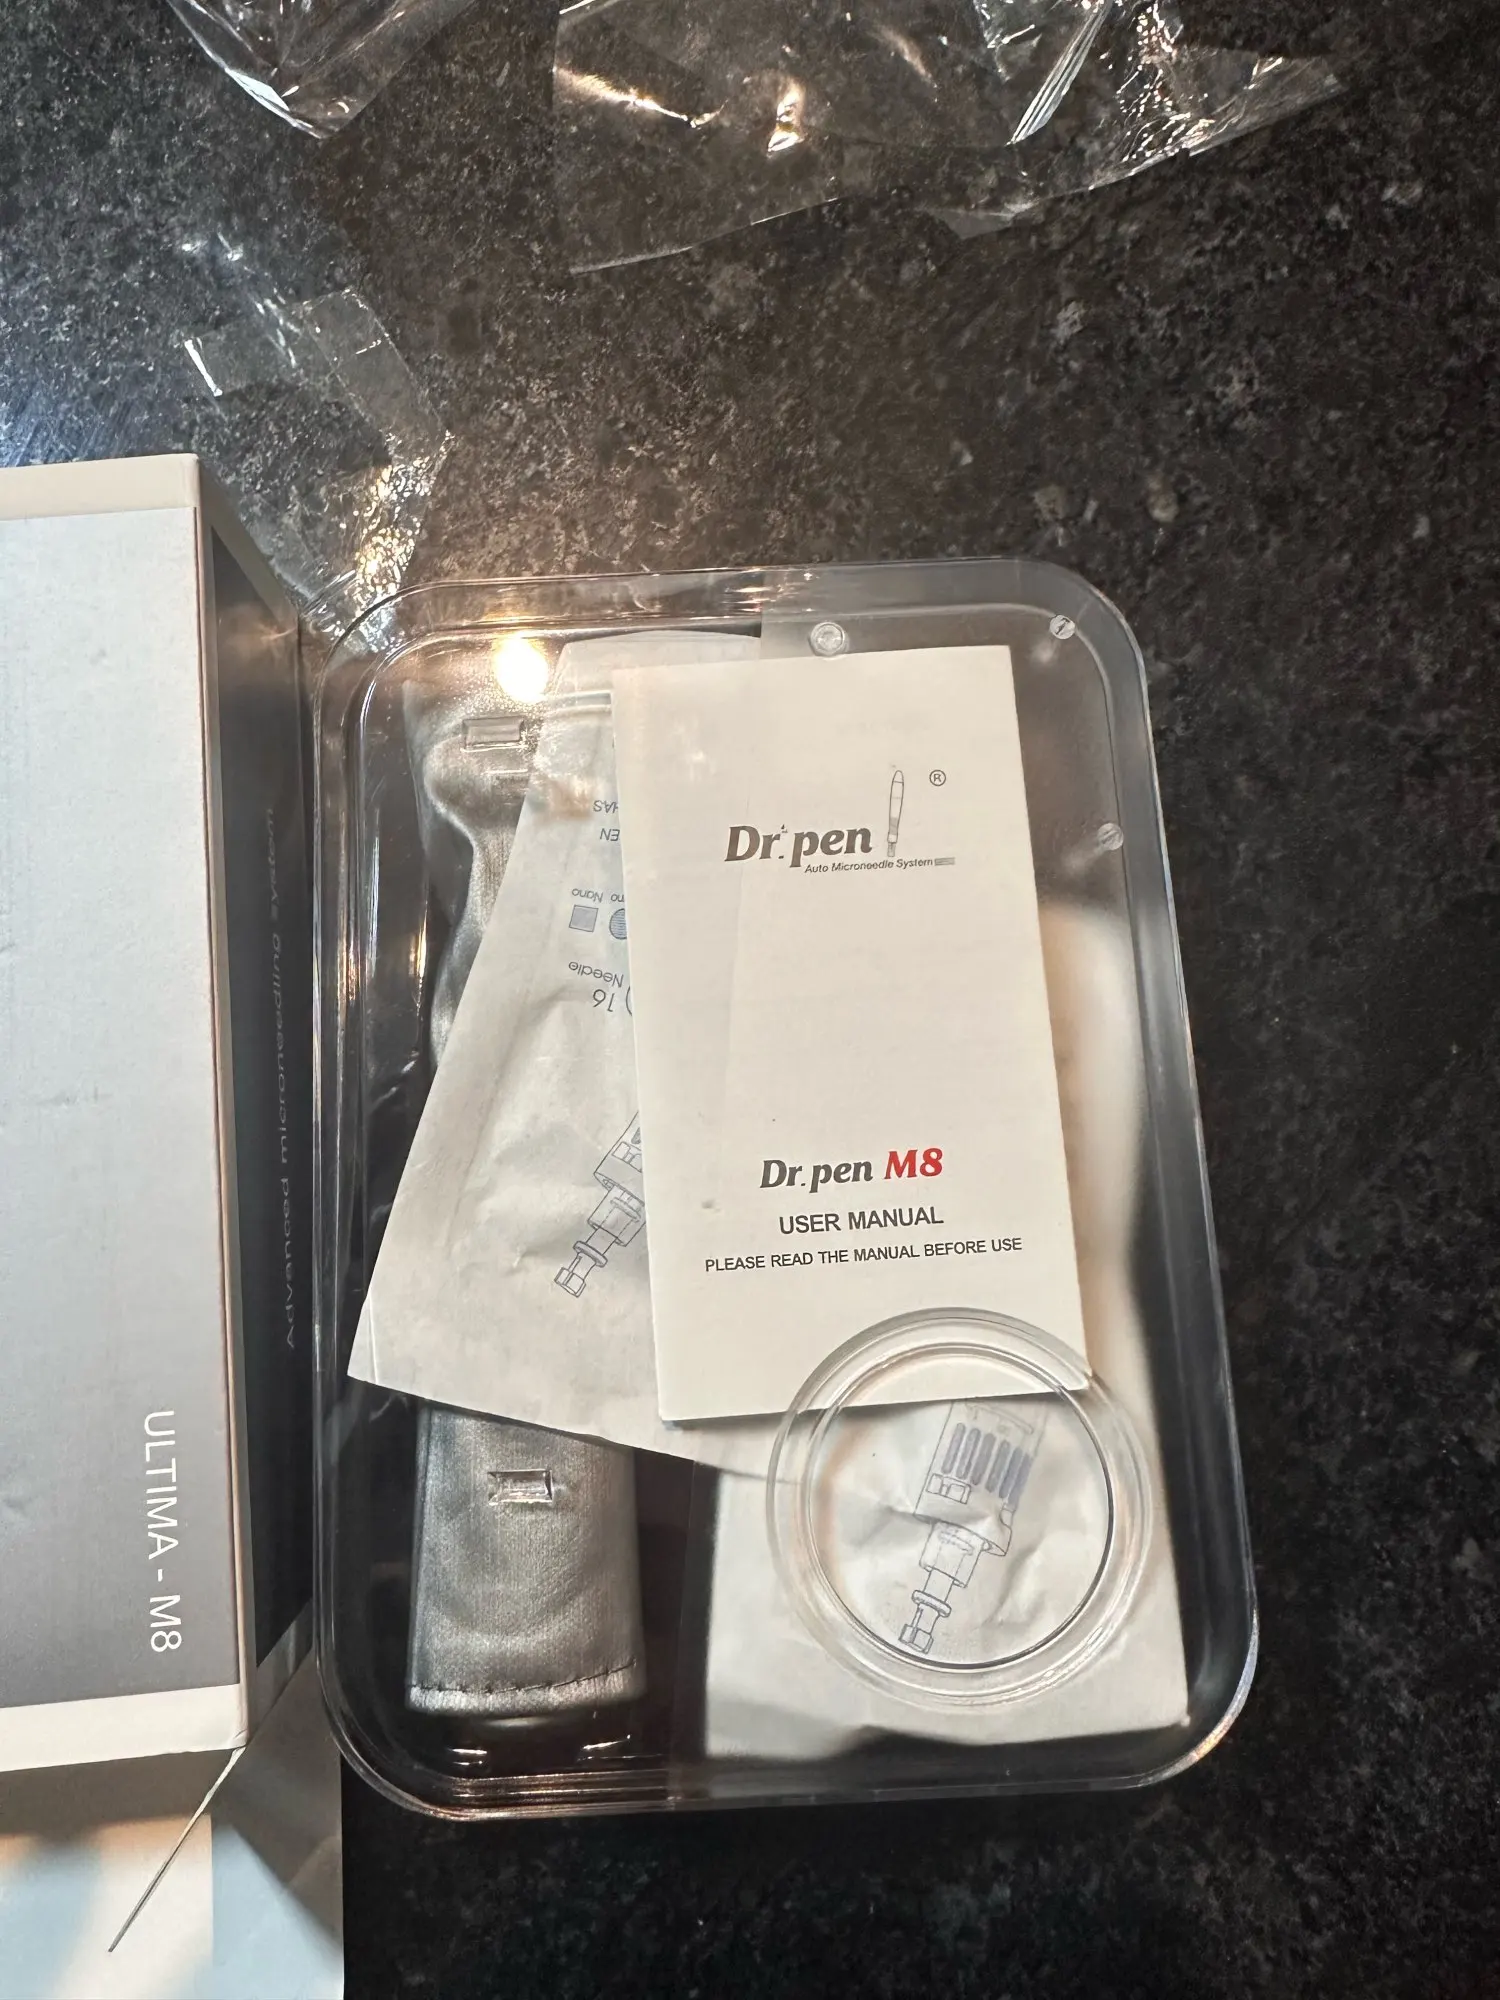 Dr.pen ®
Auto Microneedle System
Dr.pen M8
USER MANUAL
PLEASE READ THE MANUAL BEFORE USE
Nano
16
Needle
Advanced microneedling system
ULTIMA - M8